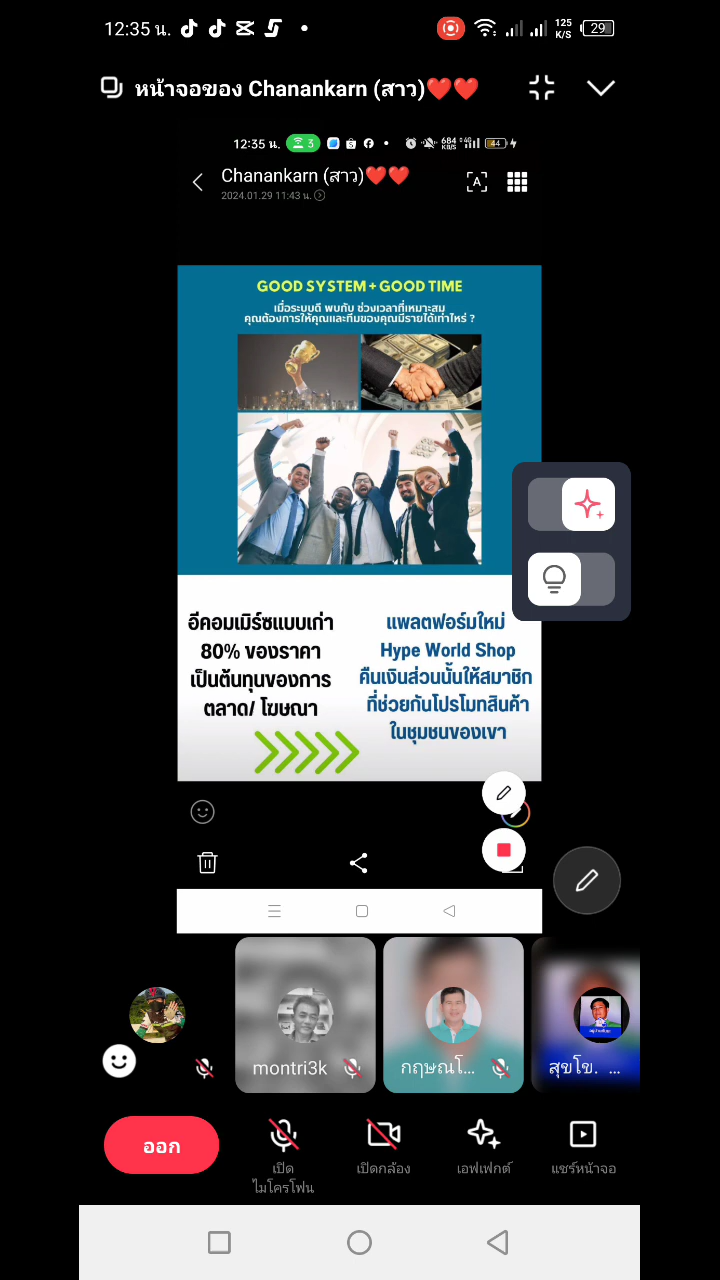 12:35 น.
125
K/S
29
หน้าจอของ Chanankarn (สาว)❤️❤️
12:35 น.
3
684
KB/S
4G
44
Chanankarn (สาว)❤️❤️
2024.01.29 11:43 น.
A
GOOD SYSTEM + GOOD TIME
เมื่อระบบดี พบกับ ช่วงเวลาที่เหมาะสม
คุณต้องการให้คุณและทีมของคุณมีรายได้เท่าไหร่ ?
อีคอมเมิร์ซแบบเก่า
80% ของราคา
เป็นต้นทุนของการ
ตลาด/ โฆษณา
แพลตฟอร์มใหม่
Hype World Shop
คืนเงินส่วนนั้นให้สมาชิก
ที่ช่วยกันโปรโมทสินค้า
ในชุมชนของเขา
montri3k
กฤษณโ...
สุขโข. ...
ออก
เปิด
ไมโครโฟน
เปิดกล้อง
เอฟเฟกต์
แชร์หน้าจอ